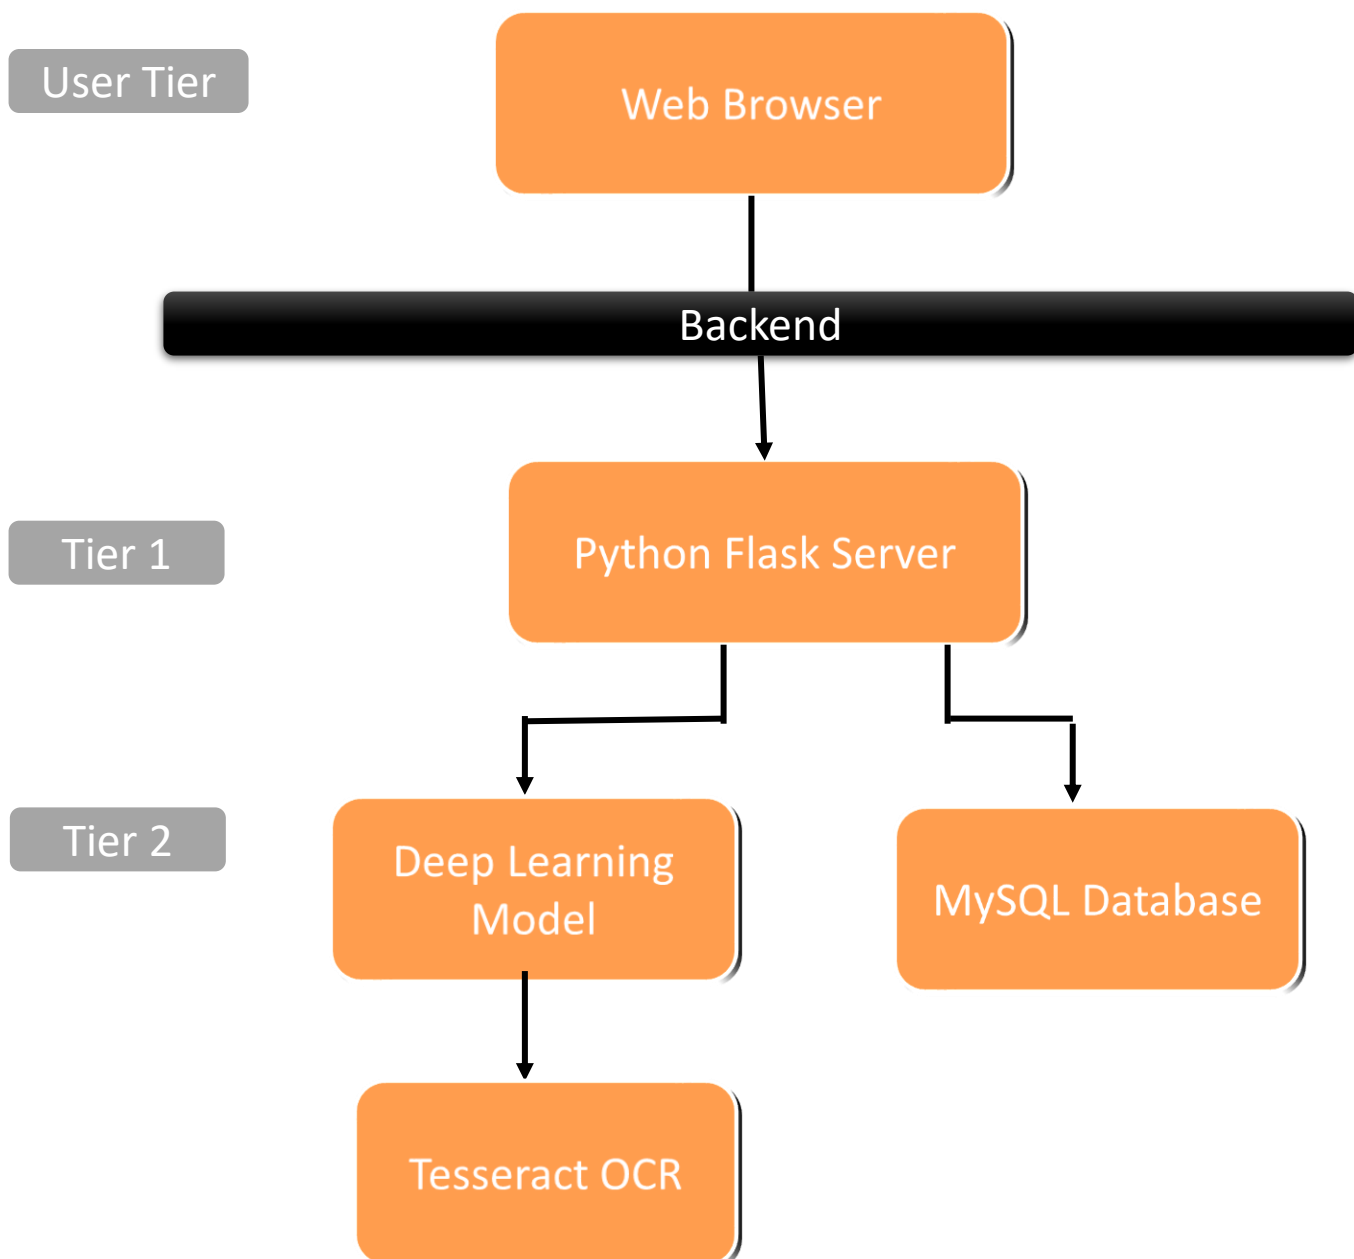 User Tier
Web Browser
Backend
Tier 1
Python Flask Server
Tier 2
Deep Learning
Model
MySQL Database
Tesseract OCR